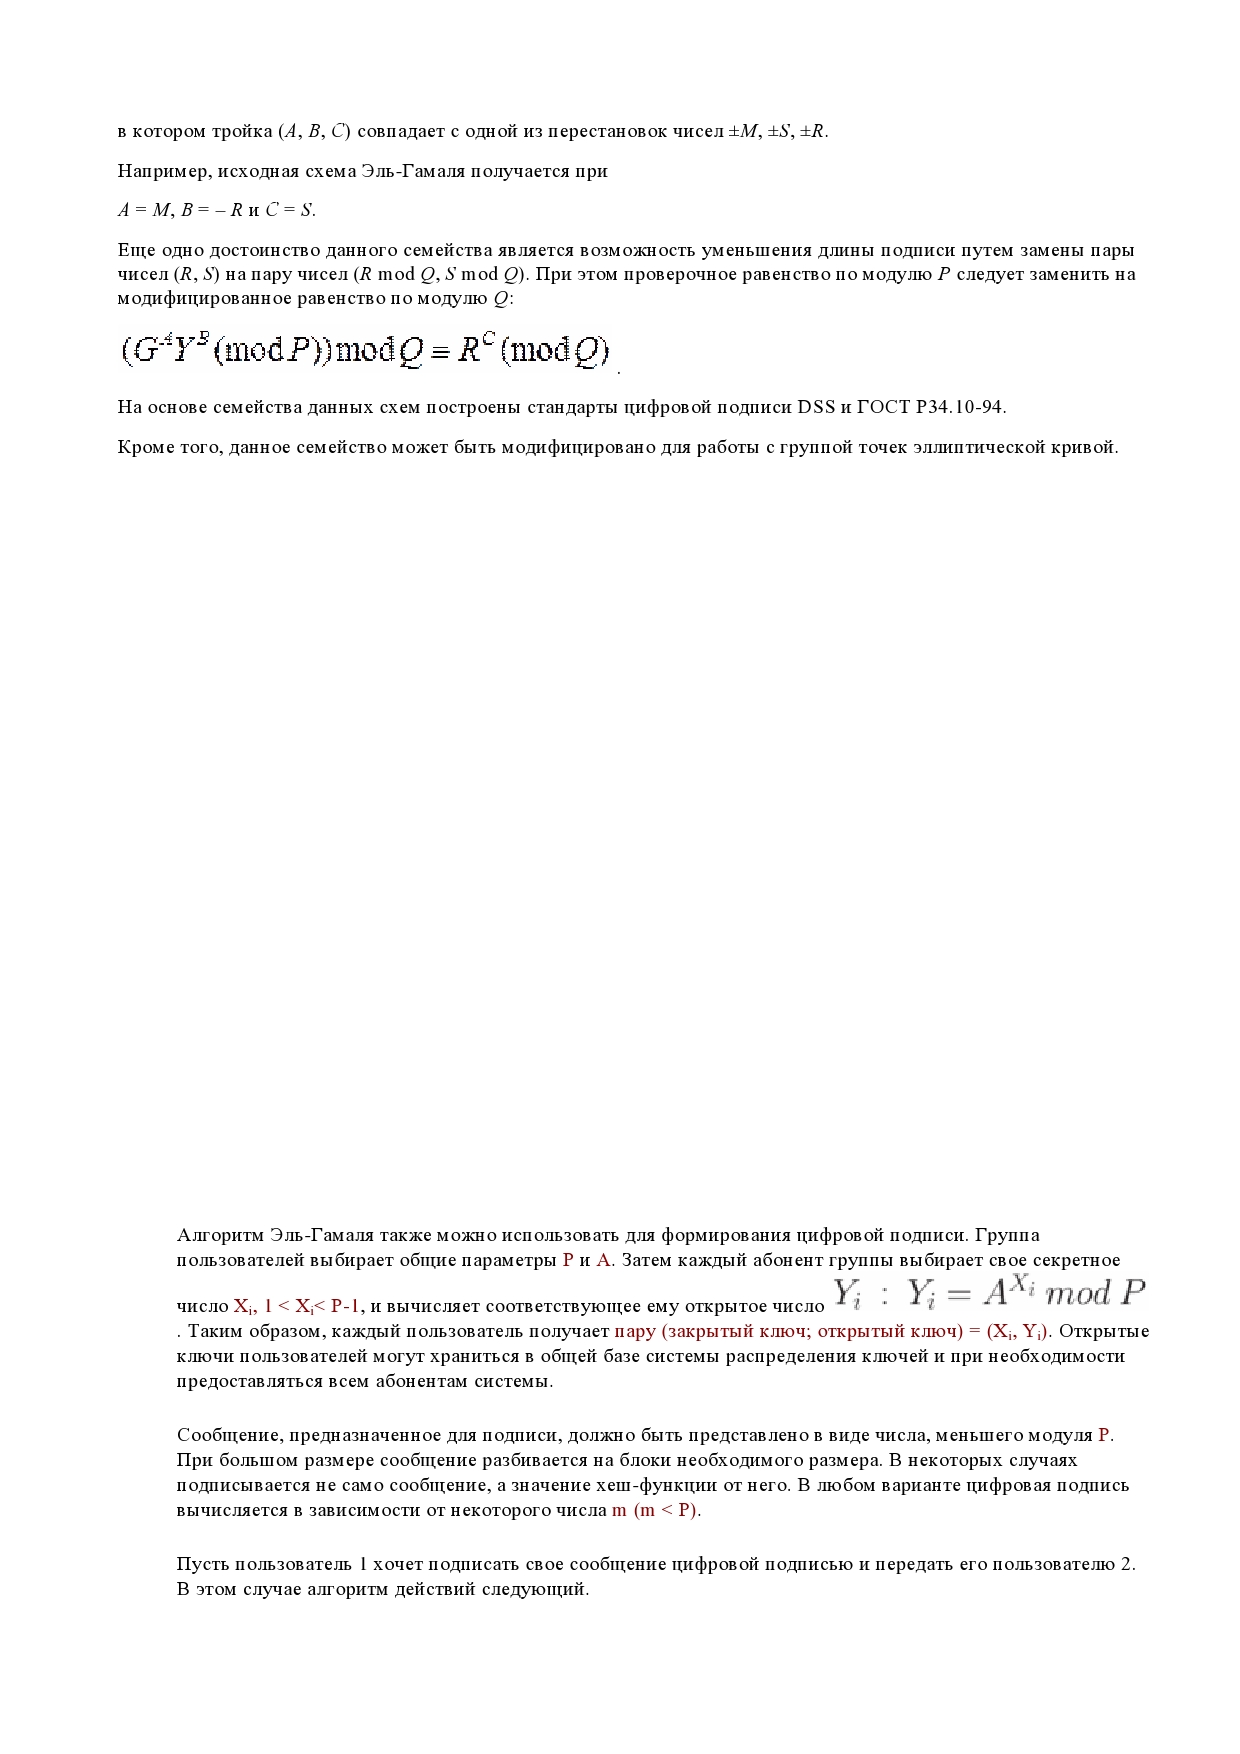 в котором тройка (A, B, C) совпадает с одной из перестановок чисел ±M, ±S, ±R.
Например, исходная схема Эль-Гамаля получается при
A = M, B = – R и C = S.
Еще одно достоинство данного семейства является возможность уменьшения длины подписи путем замены пары
чисел (R, S) на пару чисел (R mod Q, S mod Q). При этом проверочное равенство по модулю P следует заменить на
модифицированное равенство по модулю Q:
(G^A Y^B (mod P)) mod Q ≡ R^C (mod Q) .
На основе семейства данных схем построены стандарты цифровой подписи DSS и ГОСТ Р34.10-94.
Кроме того, данное семейство может быть модифицировано для работы с группой точек эллиптической кривой.
Алгоритм Эль-Гамаля также можно использовать для формирования цифровой подписи. Группа
пользователей выбирает общие параметры P и A. Затем каждый абонент группы выбирает свое секретное
число X_i, 1 < X_i< P-1, и вычисляет соответствующее ему открытое число Y_i : Y_i = A^{X_i} mod P
. Таким образом, каждый пользователь получает пару (закрытый ключ; открытый ключ) = (X_i, Y_i). Открытые
ключи пользователей могут храниться в общей базе системы распределения ключей и при необходимости
предоставляться всем абонентам системы.
Сообщение, предназначенное для подписи, должно быть представлено в виде числа, меньшего модуля P.
При большом размере сообщение разбивается на блоки необходимого размера. В некоторых случаях
подписывается не само сообщение, а значение хеш-функции от него. В любом варианте цифровая подпись
вычисляется в зависимости от некоторого числа m (m < P).
Пусть пользователь 1 хочет подписать свое сообщение цифровой подписью и передать его пользователю 2.
В этом случае алгоритм действий следующий.